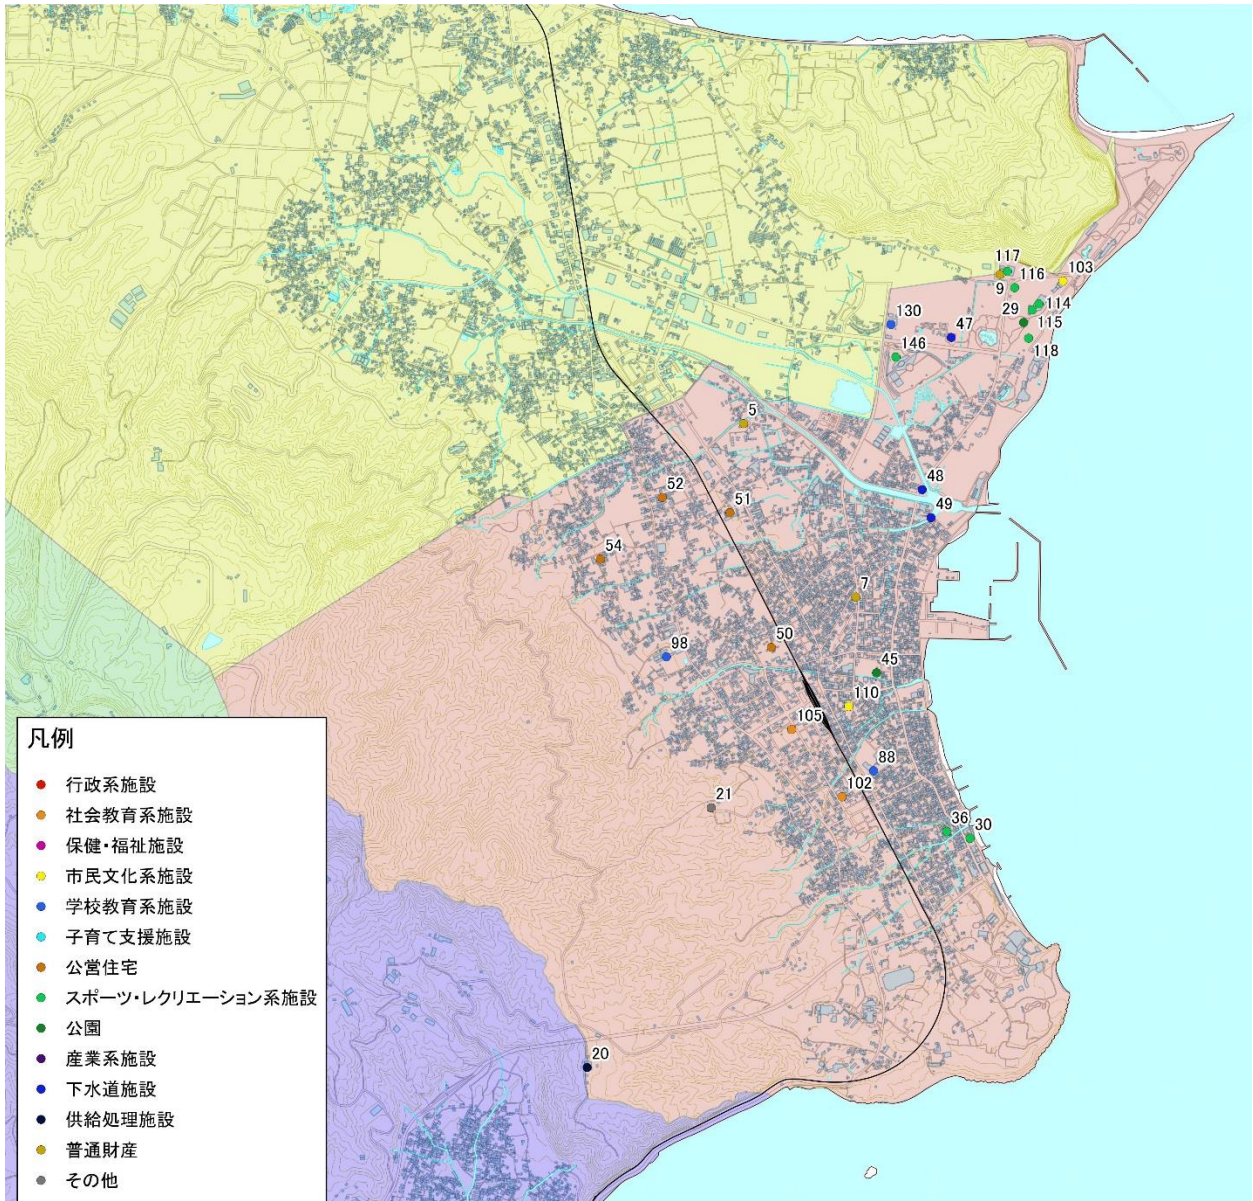 117
116
103
9
29
114
115
118
130
47
146
5
48
49
52
51
54
7
50
98
45
110
105
88
102
21
36
30
20
凡例
行政系施設
社会教育系施設
保健・福祉施設
市民文化系施設
学校教育系施設
子育て支援施設
公営住宅
スポーツ・レクリエーション系施設
公園
産業系施設
下水道施設
供給処理施設
普通財産
その他